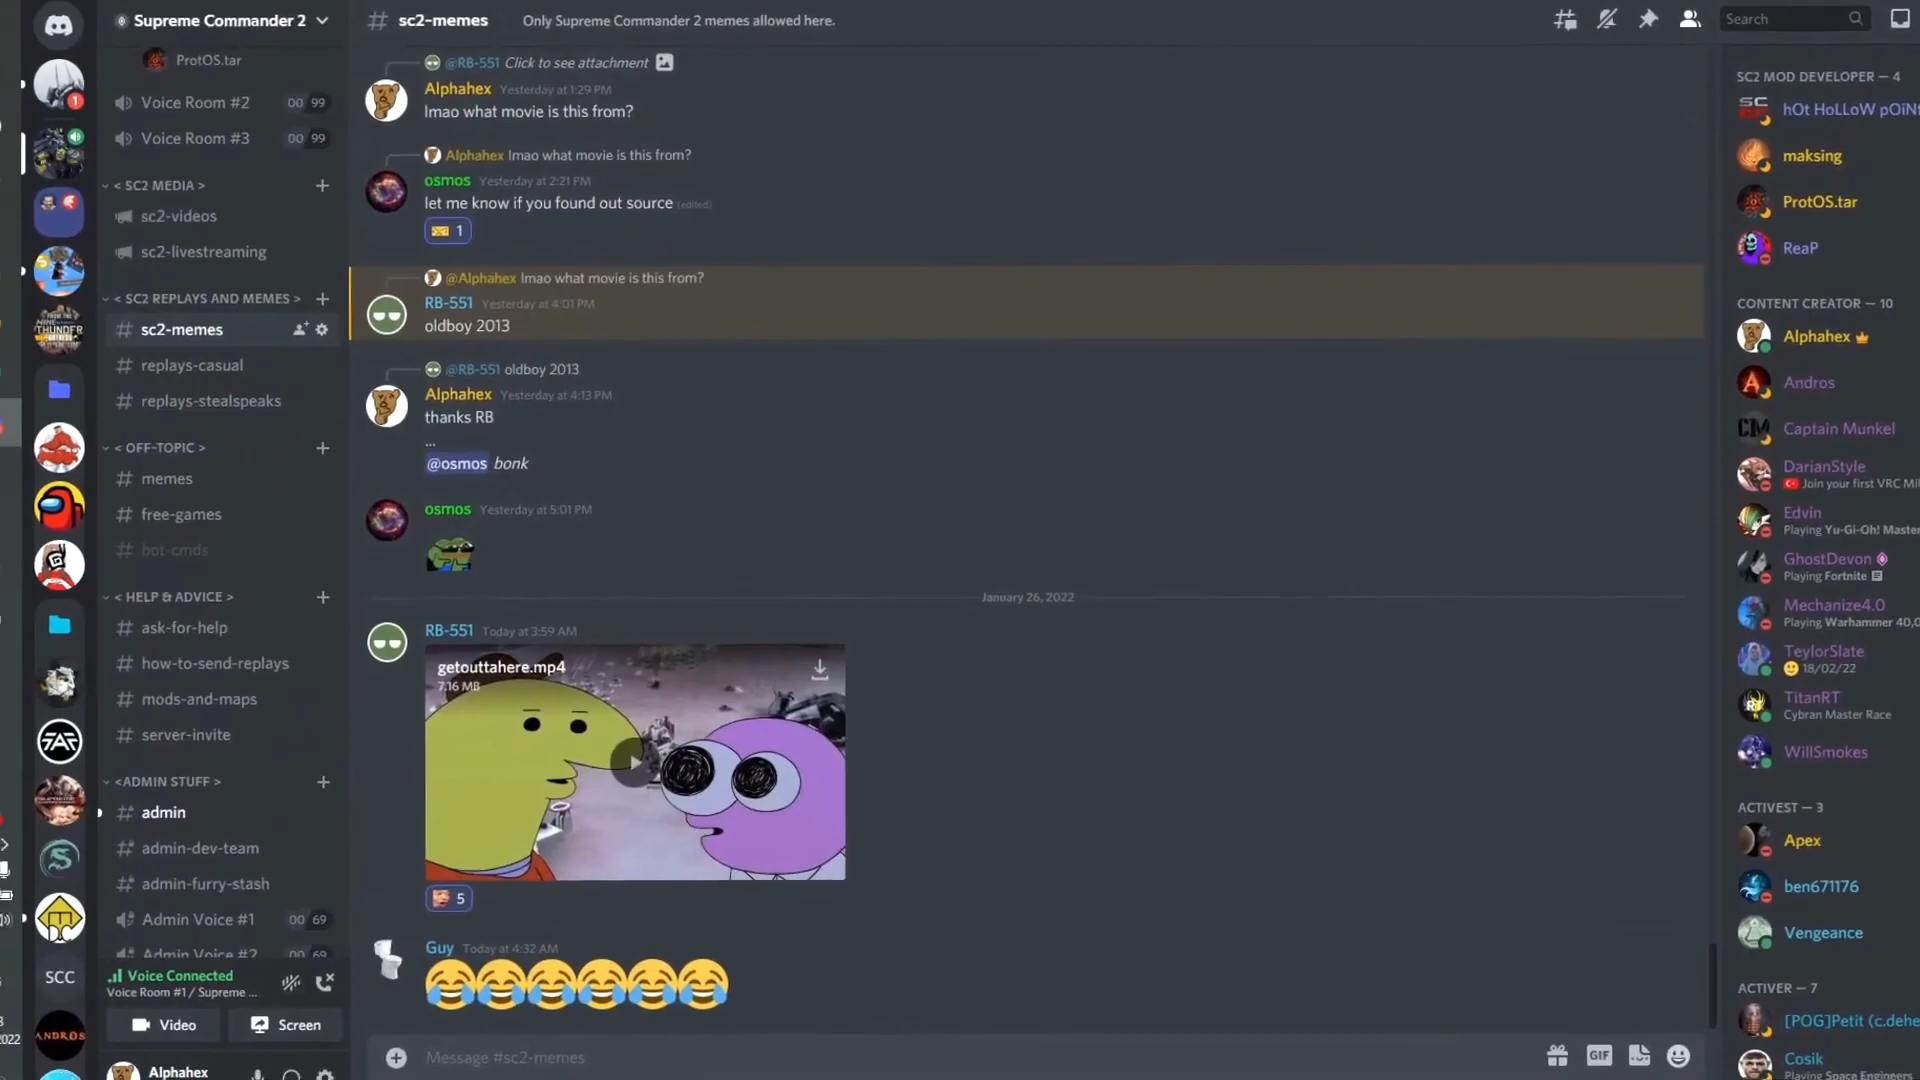 Supreme Commander 2
ProtOS.tar
Voice Room #2 00 99
Voice Room #3 00 99
< SC2 MEDIA >
sc2-videos
sc2-livestreaming
< SC2 REPLAYS AND MEMES >
sc2-memes
replays-casual
replays-stealspeaks
< OFF-TOPIC >
memes
free-games
bot-cmds
< HELP & ADVICE >
ask-for-help
how-to-send-replays
mods-and-maps
server-invite
<ADMIN STUFF >
admin
admin-dev-team
admin-furry-stash
Admin Voice #1 00 69
Admin Voice #2 00 69
Voice Connected
Voice Room #1 / Supreme ...
Video Screen
Alphahex
1
SCC
ANDROS
2022
# sc2-memes Only Supreme Commander 2 memes allowed here.
Search
@RB-551 Click to see attachment
Alphahex Yesterday at 1:29 PM
lmao what movie is this from?
Alphahex lmao what movie is this from?
osmos Yesterday at 2:21 PM
let me know if you found out source (edited)
1
@Alphahex lmao what movie is this from?
RB-551 Yesterday at 4:01 PM
oldboy 2013
@RB-551 oldboy 2013
Alphahex Yesterday at 4:13 PM
thanks RB
...
@osmos bonk
osmos Yesterday at 5:01 PM
January 26, 2022
RB-551 Today at 3:59 AM
getouttahere.mp4
7.16 MB
5
Guy Today at 4:32 AM
Message #sc2-memes
GIF
SC2 MOD DEVELOPER — 4
hOt HoLLoW pOiN
maksing
ProtOS.tar
ReaP
CONTENT CREATOR — 10
Alphahex
Andros
Captain Munkel
DarianStyle
Join your first VRC Mi
Edvin
Playing Yu-Gi-Oh! Master
GhostDevon
Playing Fortnite
Mechanize4.0
Playing Warhammer 40,0
TeylorSlate
18/02/22
TitanRT
Cybran Master Race
WillSmokes
ACTIVEST — 3
Apex
ben671176
Vengeance
ACTIVER — 7
[POG]Petit (c.dehe
Cosik
Playing Space Engineers